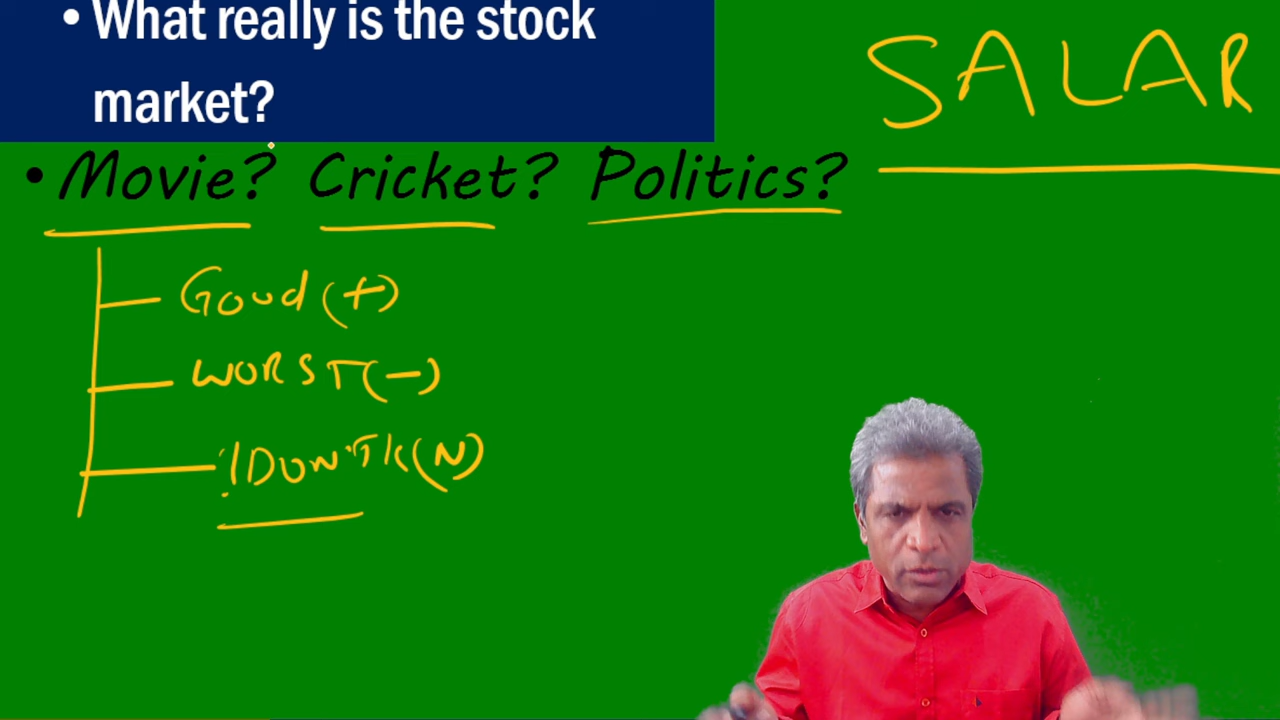 • What really is the stock
market?
SALAR
• Movie? Cricket? Politics?
Good (+)
WORST (-)
I DON'T K (N)